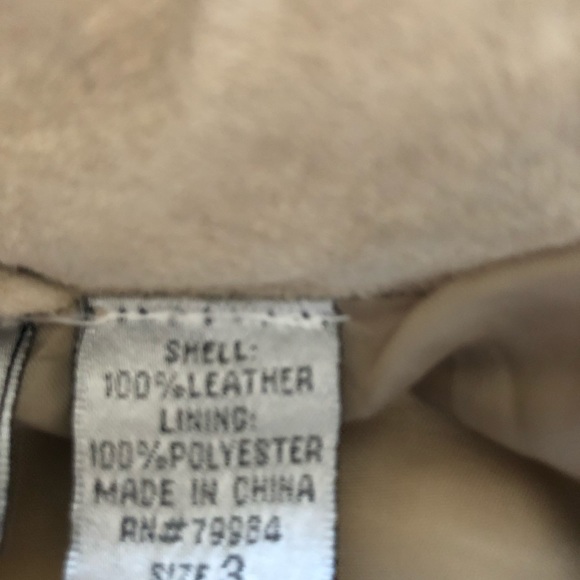 SHELL:
100%LEATHER
LINING:
100%POLYESTER
MADE IN CHINA
RN#79984
SIZE 3